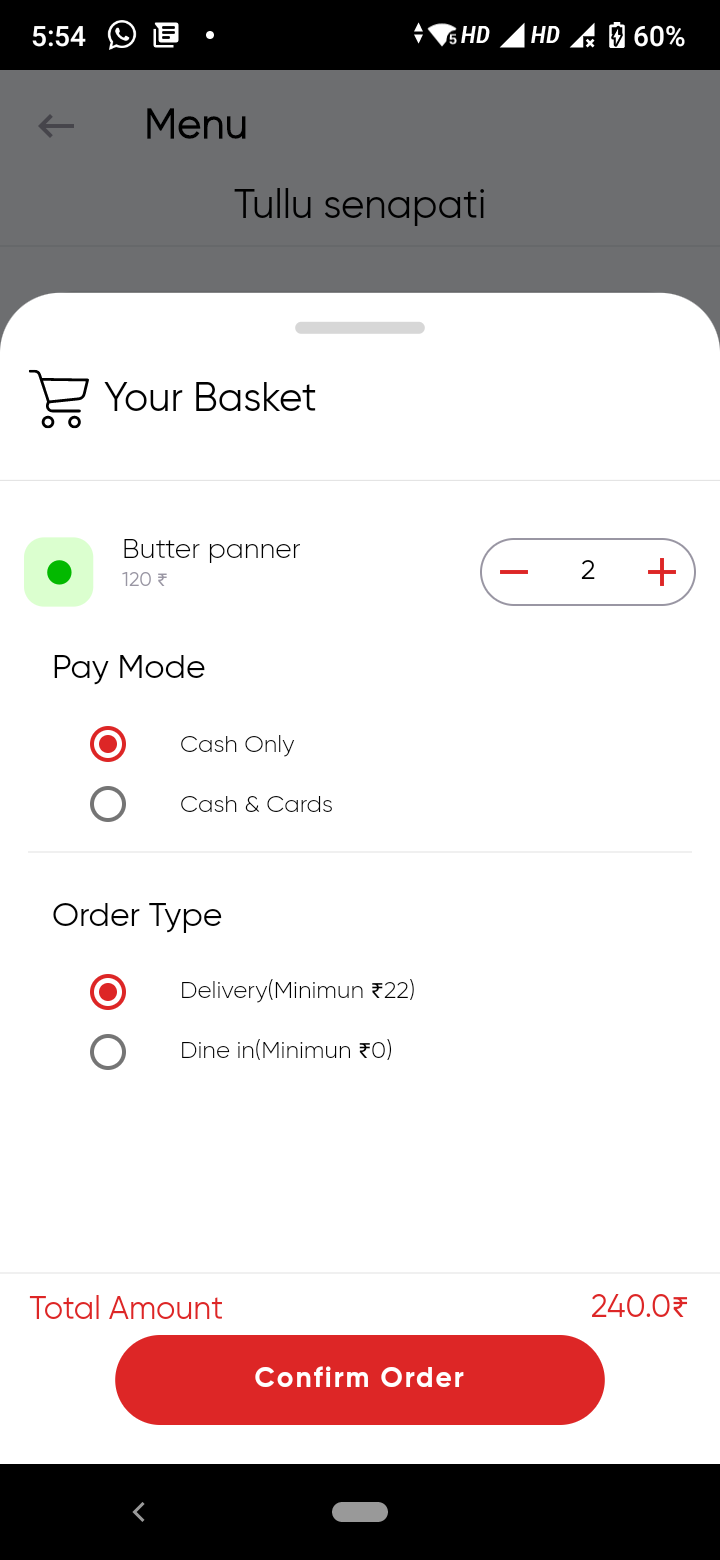 5:54 5 HD HD 60%
Menu
Tullu senapati
Your Basket
Butter panner
120 ₹
2
Pay Mode
Cash Only
Cash & Cards
Order Type
Delivery(Minimun ₹22)
Dine in(Minimun ₹0)
Total Amount 240.0₹
Confirm Order